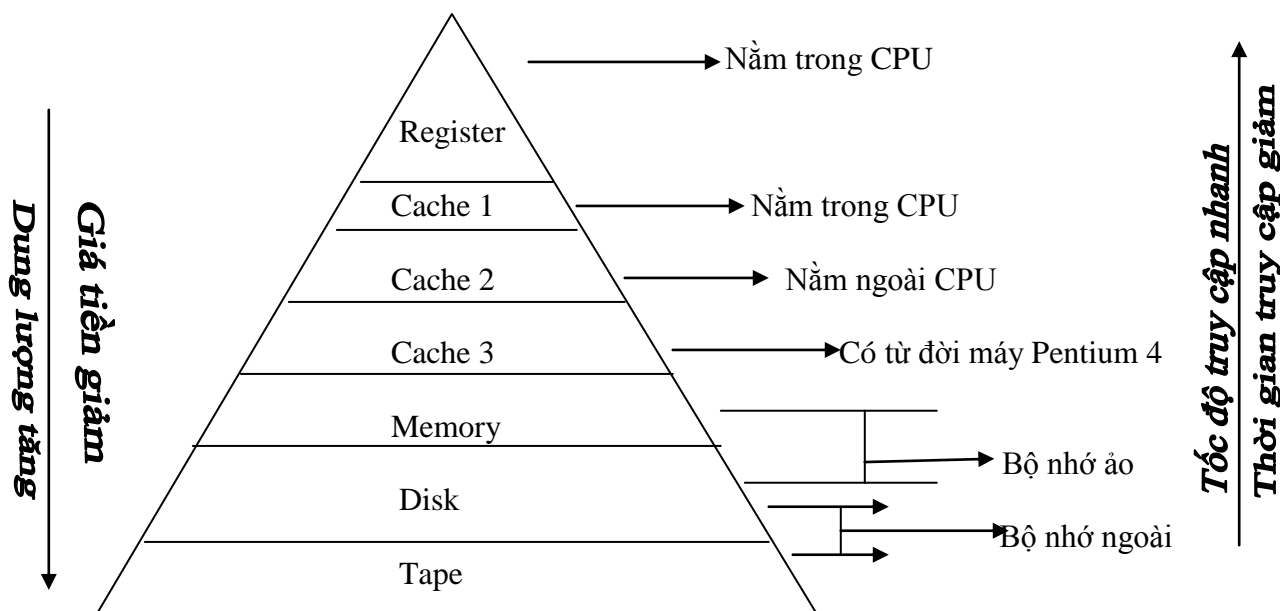 Nằm trong CPU
Register
Cache 1
Nằm trong CPU
Cache 2
Nằm ngoài CPU
Cache 3
Có từ đời máy Pentium 4
Memory
Bộ nhớ ảo
Disk
Bộ nhớ ngoài
Tape
Giá tiền giảm
Dung lượng tăng
Tốc độ truy cập nhanh
Thời gian truy cập giảm